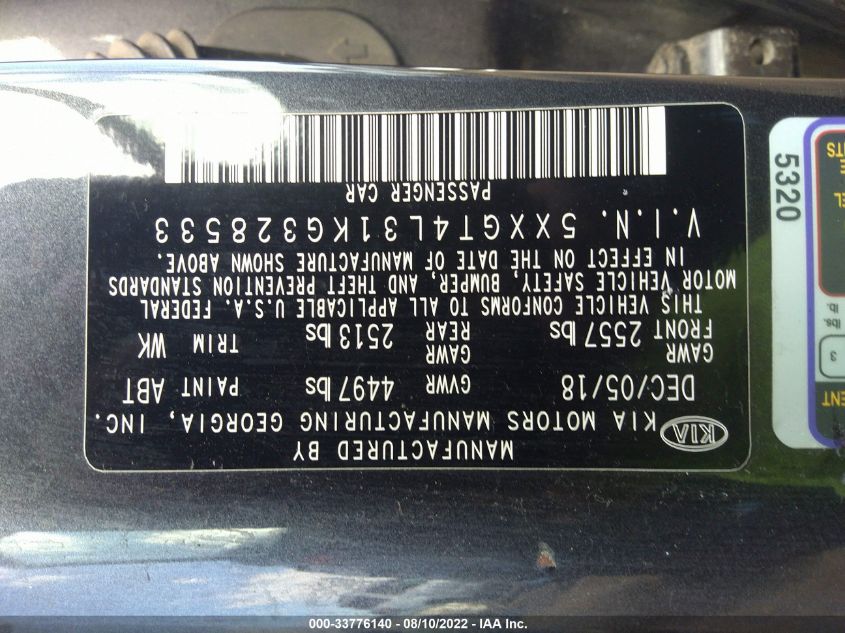 MANUFACTURED BY
KIA KIA MOTORS MANUFACTURING GEORGIA, INC.
DEC/05/18 GVWR 4497 lbs PAINT ABT
GAWR FRONT 2557 lbs GAWR REAR 2513 lbs TRIM WK
THIS VEHICLE CONFORMS TO ALL APPLICABLE U.S.A. FEDERAL
MOTOR VEHICLE SAFETY, BUMPER, AND THEFT PREVENTION STANDARDS
IN EFFECT ON THE DATE OF MANUFACTURE SHOWN ABOVE.
V.I.N. 5XXGT4L31KG328533
PASSENGER CAR
5320
lb.
lbs.
3
000-33776140 - 08/10/2022 - IAA Inc.